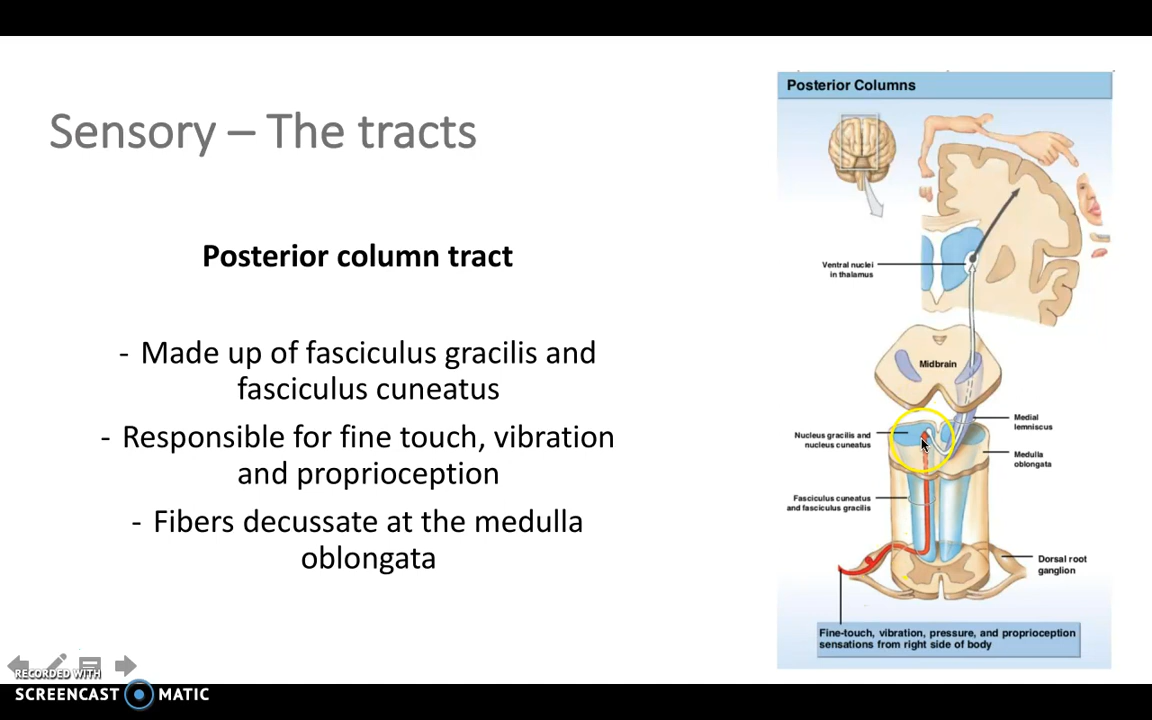 Sensory – The tracts
Posterior column tract
- Made up of fasciculus gracilis and
fasciculus cuneatus
- Responsible for fine touch, vibration
and proprioception
- Fibers decussate at the medulla
oblongata
Posterior Columns
Ventral nuclei
in thalamus
Midbrain
Medial
lemniscus
Nucleus gracilis and
nucleus cuneatus
Medulla
oblongata
Fasciculus cuneatus
and fasciculus gracilis
Dorsal root
ganglion
Fine-touch, vibration, pressure, and proprioception
sensations from right side of body
RECORDED WITH
SCREENCAST MATIC